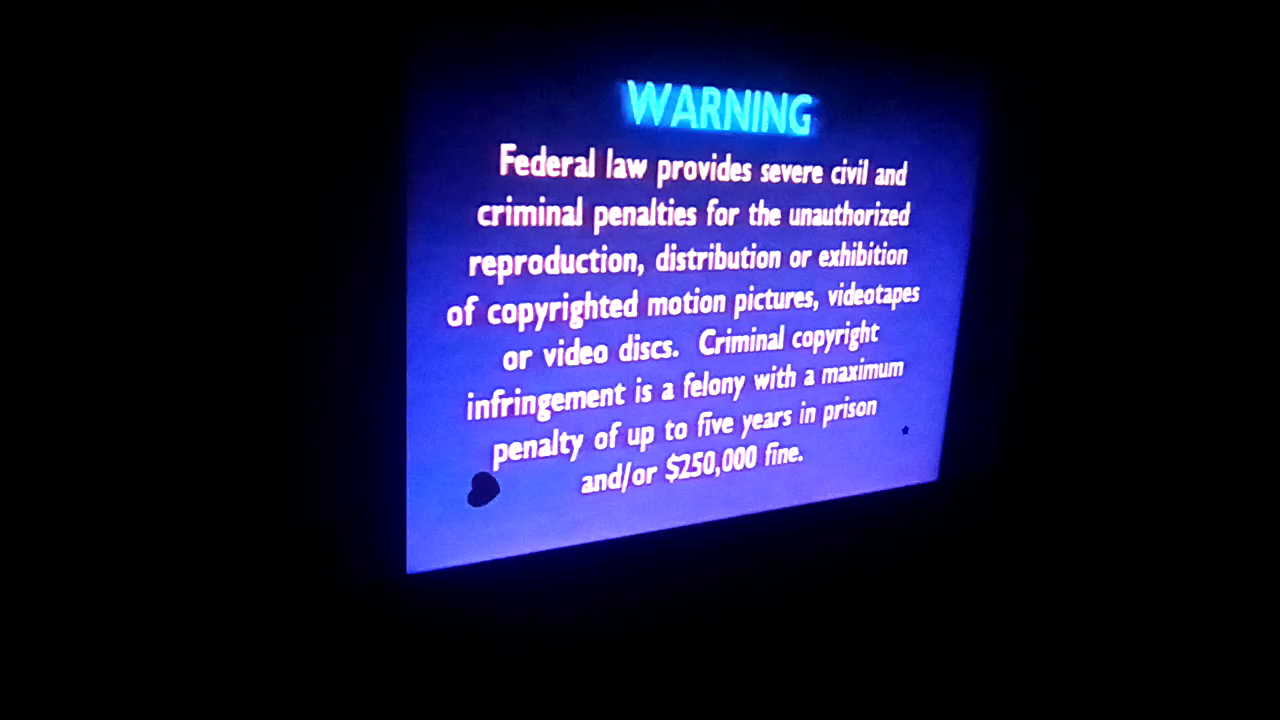 WARNING
Federal law provides severe civil and
criminal penalties for the unauthorized
reproduction, distribution or exhibition
of copyrighted motion pictures, videotapes
or video discs. Criminal copyright
infringement is a felony with a maximum
penalty of up to five years in prison
and/or $250,000 fine.